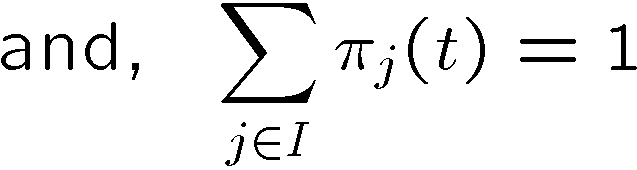 and, $\sum_{j \in I} \pi_j(t) = 1$